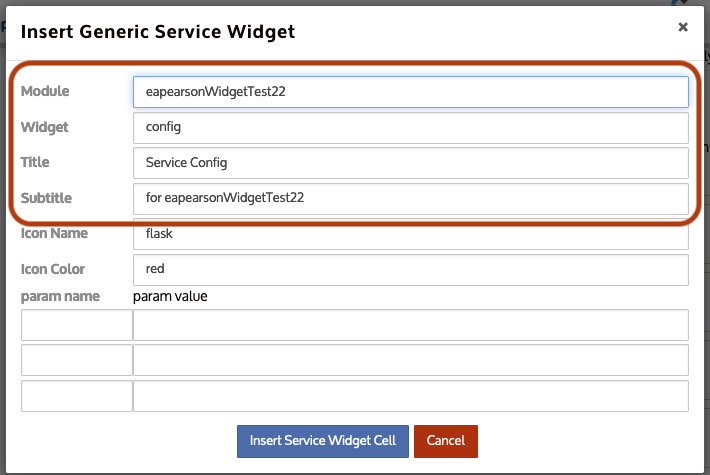 Insert Generic Service Widget ×
Module eapearsonWidgetTest22
Widget config
Title Service Config
Subtitle for eapearsonWidgetTest22
Icon Name flask
Icon Color red
param name param value
Insert Service Widget Cell Cancel